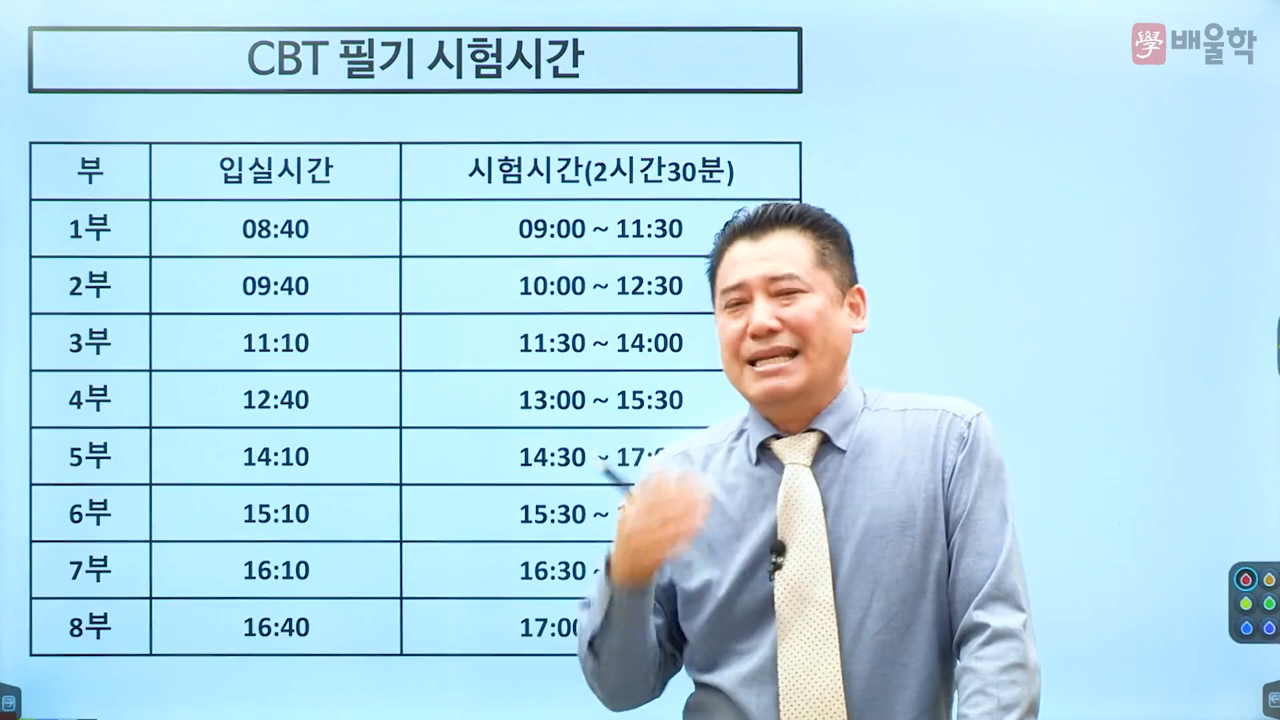 CBT 필기 시험시간
學 배울학
부 입실시간 시험시간(2시간30분)
1부 08:40 09:00 ~ 11:30
2부 09:40 10:00 ~ 12:30
3부 11:10 11:30 ~ 14:00
4부 12:40 13:00 ~ 15:30
5부 14:10 14:30 ~
6부 15:10 15:30 ~
7부 16:10 16:30
8부 16:40